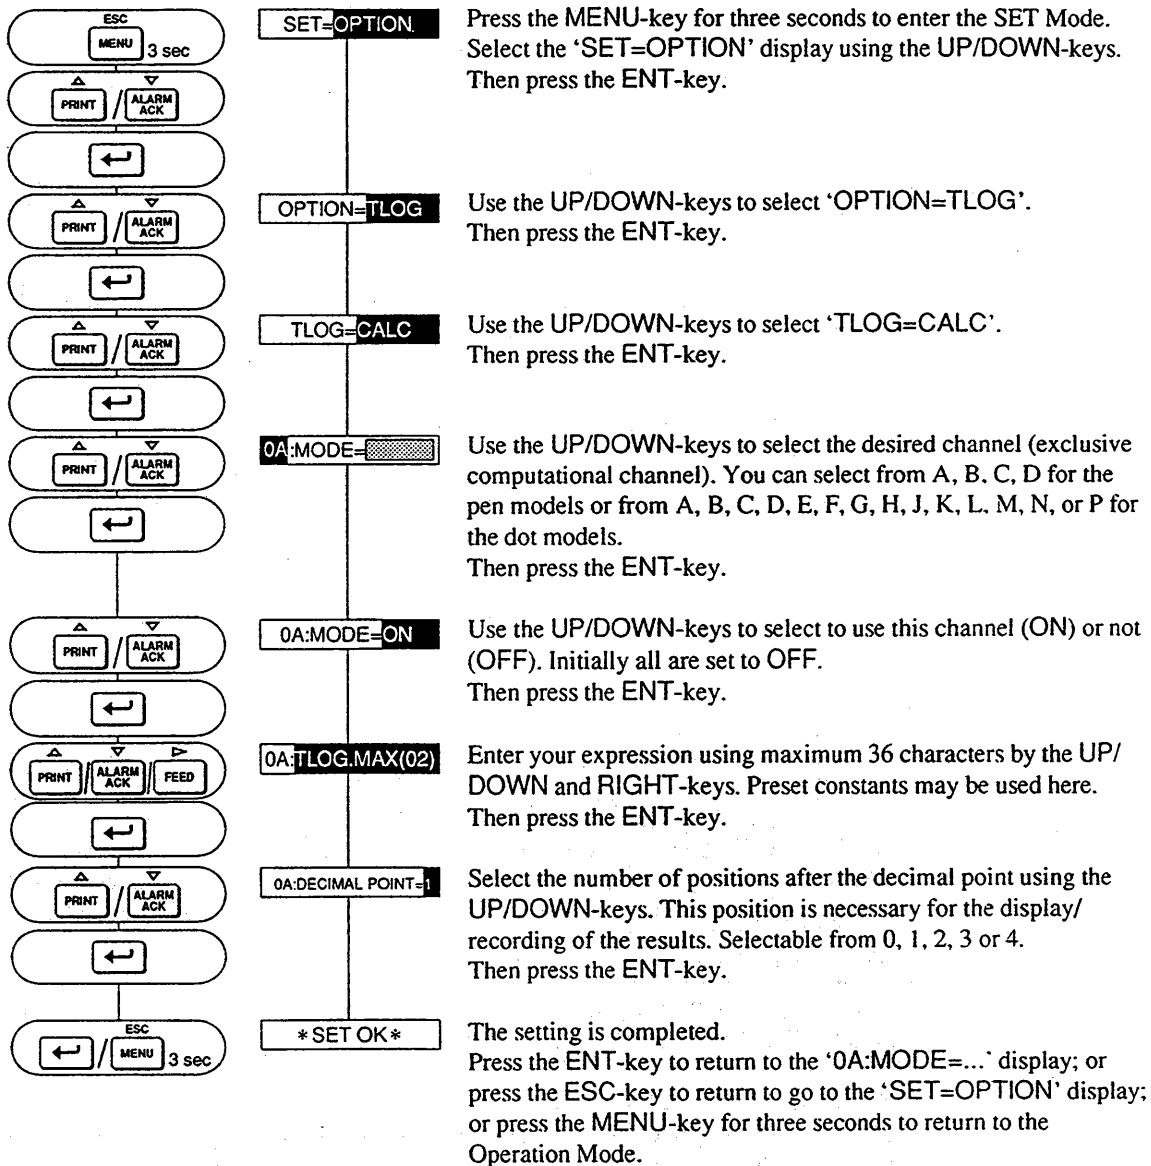 ESC
MENU 3 sec
SET=OPTION.
Press the MENU-key for three seconds to enter the SET Mode.
Select the ‘SET=OPTION’ display using the UP/DOWN-keys.
Then press the ENT-key.
PRINT / ALARM ACK
PRINT / ALARM ACK
OPTION=TLOG
Use the UP/DOWN-keys to select ‘OPTION=TLOG’.
Then press the ENT-key.
PRINT / ALARM ACK
TLOG=CALC
Use the UP/DOWN-keys to select ‘TLOG=CALC’.
Then press the ENT-key.
PRINT / ALARM ACK
0A:MODE=
Use the UP/DOWN-keys to select the desired channel (exclusive
computational channel). You can select from A, B, C, D for the
pen models or from A, B, C, D, E, F, G, H, J, K, L, M, N, or P for
the dot models.
Then press the ENT-key.
PRINT / ALARM ACK
0A:MODE=ON
Use the UP/DOWN-keys to select to use this channel (ON) or not
(OFF). Initially all are set to OFF.
Then press the ENT-key.
PRINT / ALARM ACK / FEED
0A:TLOG.MAX(02)
Enter your expression using maximum 36 characters by the UP/
DOWN and RIGHT-keys. Preset constants may be used here.
Then press the ENT-key.
PRINT / ALARM ACK
0A:DECIMAL POINT=1
Select the number of positions after the decimal point using the
UP/DOWN-keys. This position is necessary for the display/
recording of the results. Selectable from 0, 1, 2, 3 or 4.
Then press the ENT-key.
ESC
/ MENU 3 sec
*SET OK*
The setting is completed.
Press the ENT-key to return to the ‘0A:MODE=...’ display; or
press the ESC-key to return to go to the ‘SET=OPTION’ display;
or press the MENU-key for three seconds to return to the
Operation Mode.